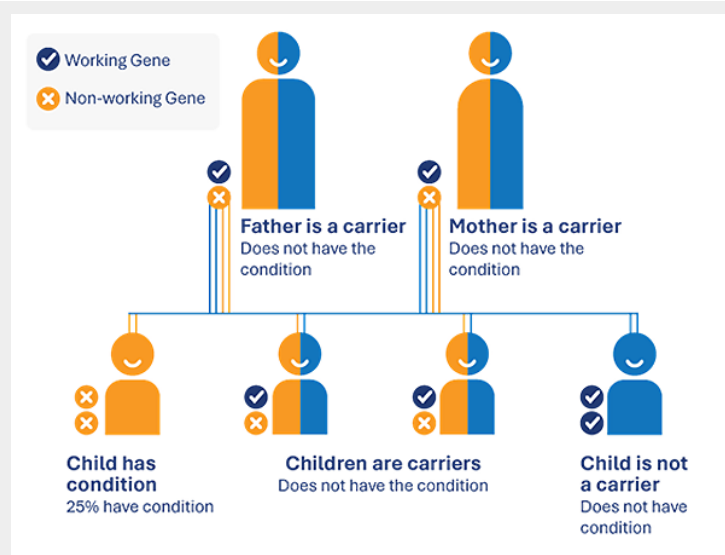 Working Gene
Non-working Gene
Father is a carrier
Does not have the
condition
Mother is a carrier
Does not have the
condition
Child has
condition
25% have condition
Children are carriers
Does not have the condition
Child is not
a carrier
Does not have
condition